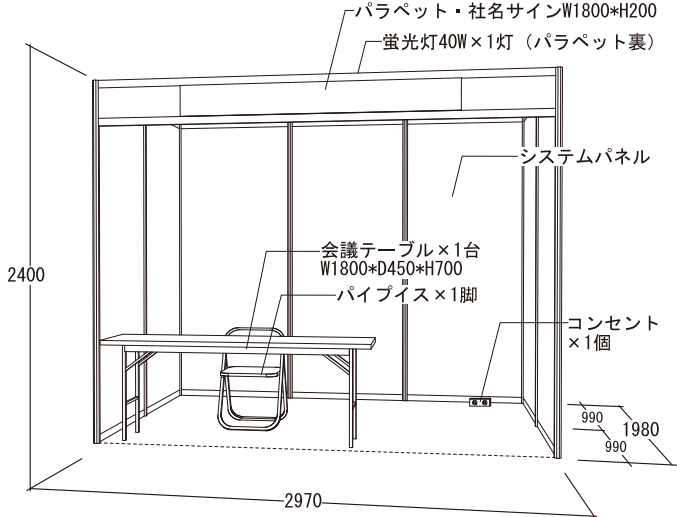 パラペット・社名サインW1800*H200
蛍光灯40W×1灯（パラペット裏）
システムパネル
会議テーブル×1台
W1800*D450*H700
パイプイス×1脚
2400
コンセント
×1個
990
1980
990
2970